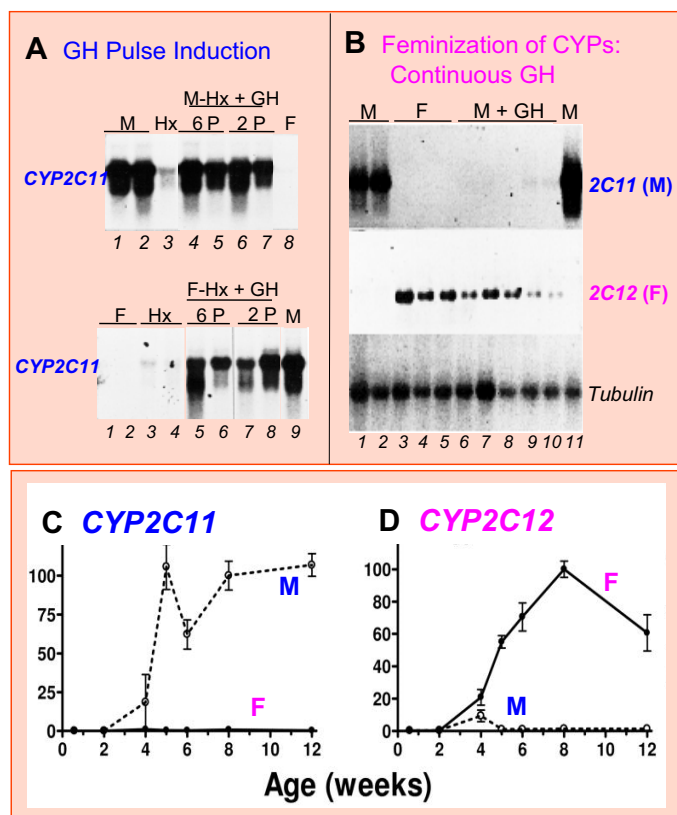 A GH Pulse Induction
M-Hx + GH
M Hx 6 P 2 P F
CYP2C11
1 2 3 4 5 6 7 8
F-Hx + GH
F Hx 6 P 2 P M
CYP2C11
1 2 3 4 5 6 7 8 9
B Feminization of CYPs:
Continuous GH
M F M + GH M
2C11 (M)
2C12 (F)
Tubulin
1 2 3 4 5 6 7 8 9 10 11
C CYP2C11
100
75
50
25
0
M
F
0 2 4 6 8 10 12
D CYP2C12
100
80
60
40
20
0
F
M
0 2 4 6 8 10 12
Age (weeks)